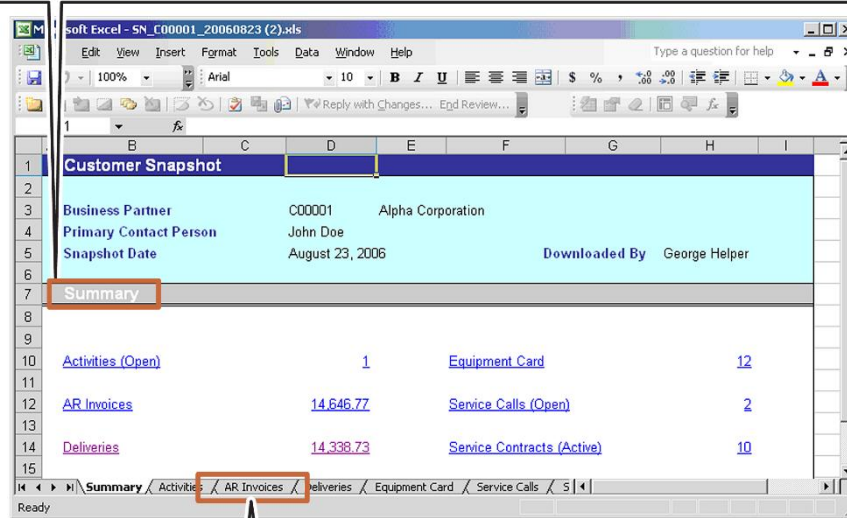 soft Excel - SN_C00001_20060823 (2).xls
Edit View Insert Format Tools Data Window Help Type a question for help
100% Arial 10 B I U $ % ,
Reply with Changes... End Review...
1 fx
B C D E F G H I
1 Customer Snapshot
2
3 Business Partner C00001 Alpha Corporation
4 Primary Contact Person John Doe
5 Snapshot Date August 23, 2006 Downloaded By George Helper
6
7 Summary
8
9
10 Activities (Open) 1 Equipment Card 12
11
12 AR Invoices 14,646.77 Service Calls (Open) 2
13
14 Deliveries 14,338.73 Service Contracts (Active) 10
15
Summary Activities AR Invoices Deliveries Equipment Card Service Calls S
Ready